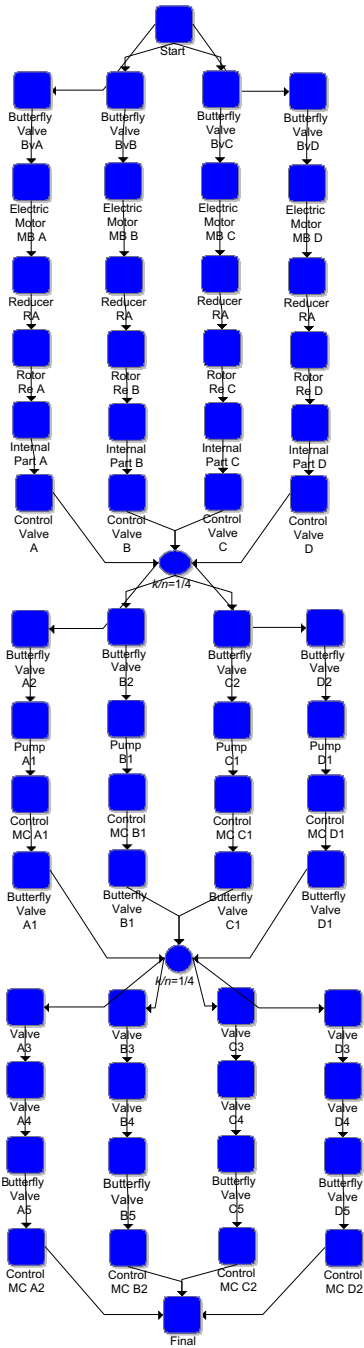 Start
Butterfly
Valve
BvA
Butterfly
Valve
BvB
Butterfly
Valve
BvC
Butterfly
Valve
BvD
Electric
Motor
MB A
Electric
Motor
MB B
Electric
Motor
MB C
Electric
Motor
MB D
Reducer
RA
Reducer
RA
Reducer
RA
Reducer
RA
Rotor
Re A
Rotor
Re B
Rotor
Re C
Rotor
Re D
Internal
Part A
Internal
Part B
Internal
Part C
Internal
Part D
Control
Valve
A
Control
Valve
B
Control
Valve
C
Control
Valve
D
k/n=1/4
Butterfly
Valve
A2
Butterfly
Valve
B2
Butterfly
Valve
C2
Butterfly
Valve
D2
Pump
A1
Pump
B1
Pump
C1
Pump
D1
Control
MC A1
Control
MC B1
Control
MC C1
Control
MC D1
Butterfly
Valve
A1
Butterfly
Valve
B1
Butterfly
Valve
C1
Butterfly
Valve
D1
k/n=1/4
Valve
A3
Valve
B3
Valve
C3
Valve
D3
Valve
A4
Valve
B4
Valve
C4
Valve
D4
Butterfly
Valve
A5
Butterfly
Valve
B5
Butterfly
Valve
C5
Butterfly
Valve
D5
Control
MC A2
Control
MC B2
Control
MC C2
Control
MC D2
Final